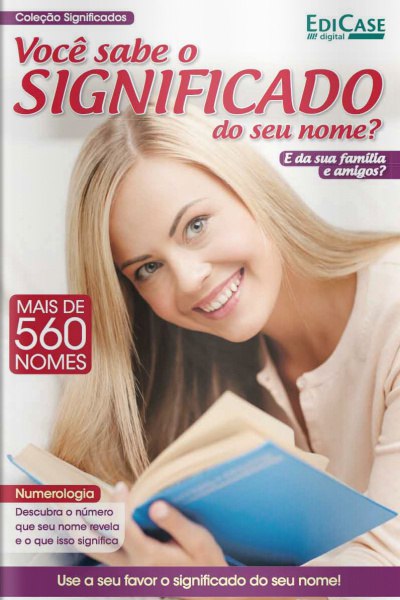 Coleção Significados
EDICASE
digital
Você sabe o
SIGNIFICADO
do seu nome?
E da sua família
e amigos?
MAIS DE
560
NOMES
Numerologia
Descubra o número
que seu nome revela
e o que isso significa
Use a seu favor o significado do seu nome!